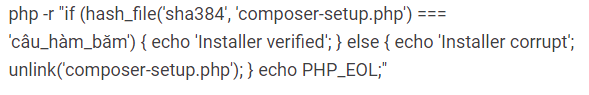 php -r "if (hash_file('sha384', 'composer-setup.php') ===
'câu_hàm_băm') { echo 'Installer verified'; } else { echo 'Installer corrupt';
unlink('composer-setup.php'); } echo PHP_EOL;"